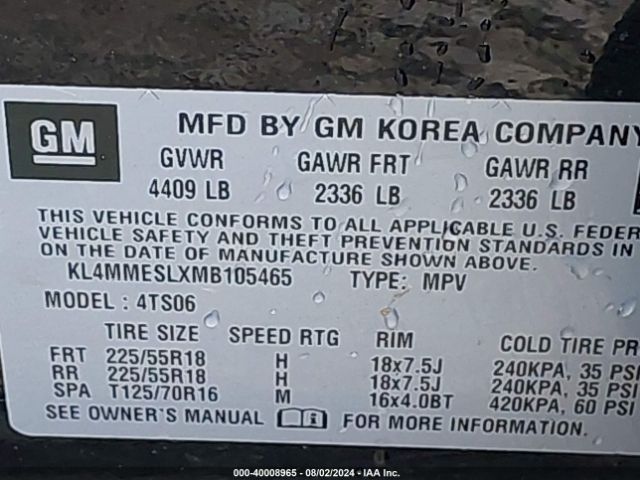 GM
MFD BY GM KOREA COMPANY
GVWR GAWR FRT GAWR RR
4409 LB 2336 LB 2336 LB
THIS VEHICLE CONFORMS TO ALL APPLICABLE U.S. FEDER
VEHICLE SAFETY AND THEFT PREVENTION STANDARDS IN
ON THE DATE OF MANUFACTURE SHOWN ABOVE.
KL4MMESLXMB105465 TYPE: MPV
MODEL: 4TS06
TIRE SIZE SPEED RTG RIM COLD TIRE PR
FRT 225/55R18 H 18x7.5J 240KPA, 35 PSI
RR 225/55R18 H 18x7.5J 240KPA, 35 PSI
SPA T125/70R16 M 16x4.0BT 420KPA, 60 PSI
SEE OWNER'S MANUAL FOR MORE INFORMATION
000-40008965 - 08/02/2024 - IAA Inc.